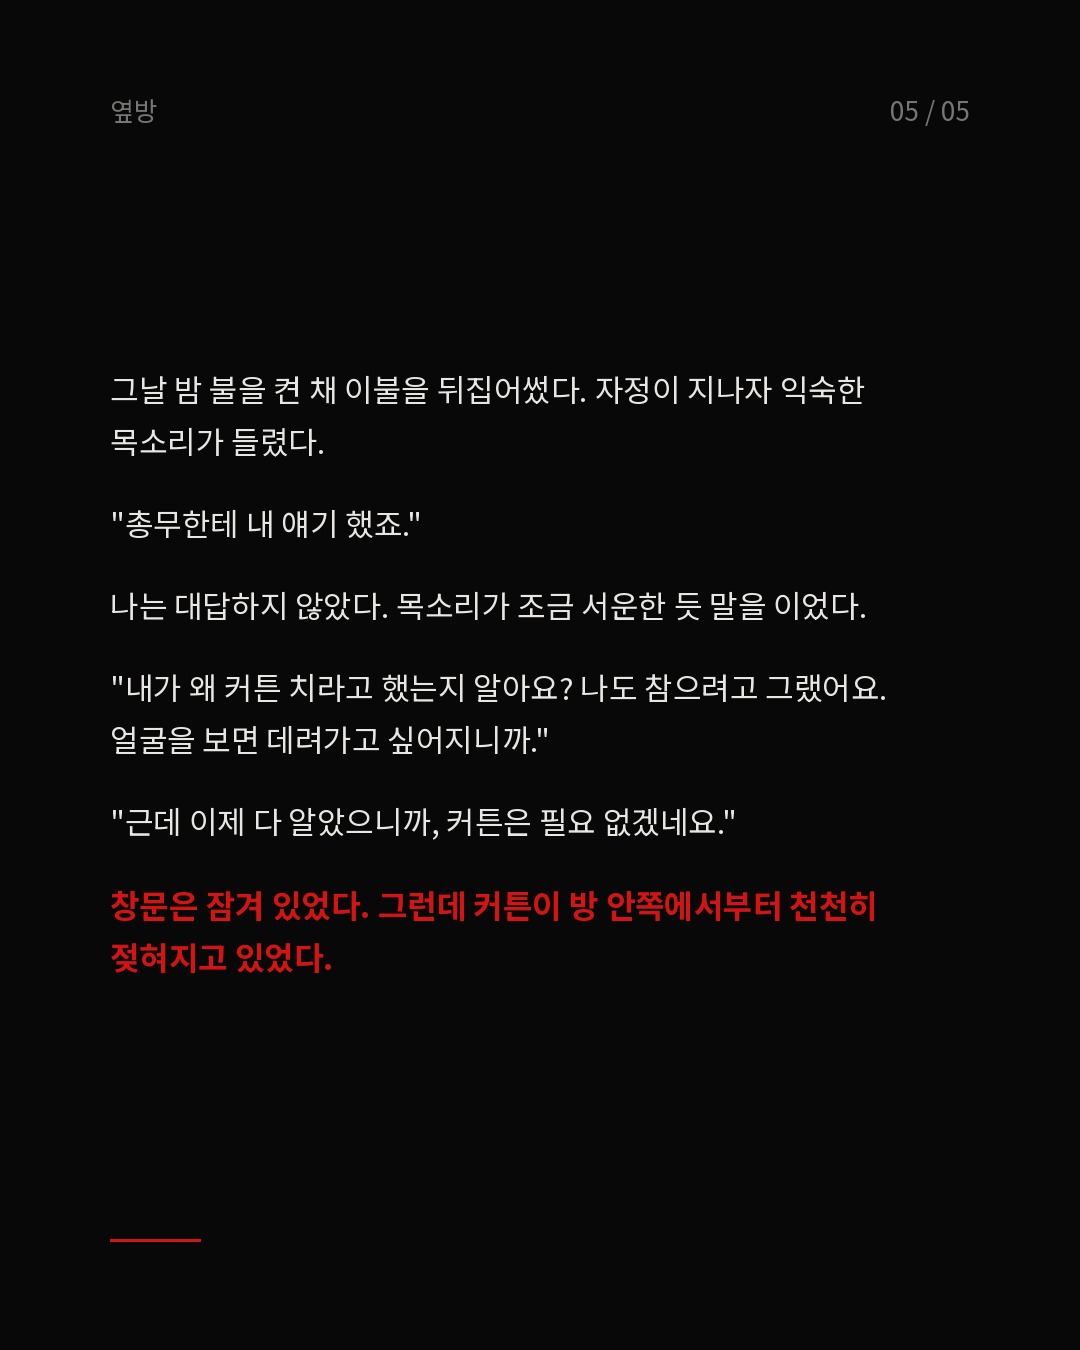 옆방
05 / 05
그날 밤 불을 켠 채 이불을 뒤집어썼다. 자정이 지나자 익숙한
목소리가 들렸다.
"총무한테 내 얘기 했죠."
나는 대답하지 않았다. 목소리가 조금 서운한 듯 말을 이었다.
"내가 왜 커튼 치라고 했는지 알아요? 나도 참으려고 그랬어요.
얼굴을 보면 데려가고 싶어지니까."
"근데 이제 다 알았으니까, 커튼은 필요 없겠네요."
창문은 잠겨 있었다. 그런데 커튼이 방 안쪽에서부터 천천히
젖혀지고 있었다.